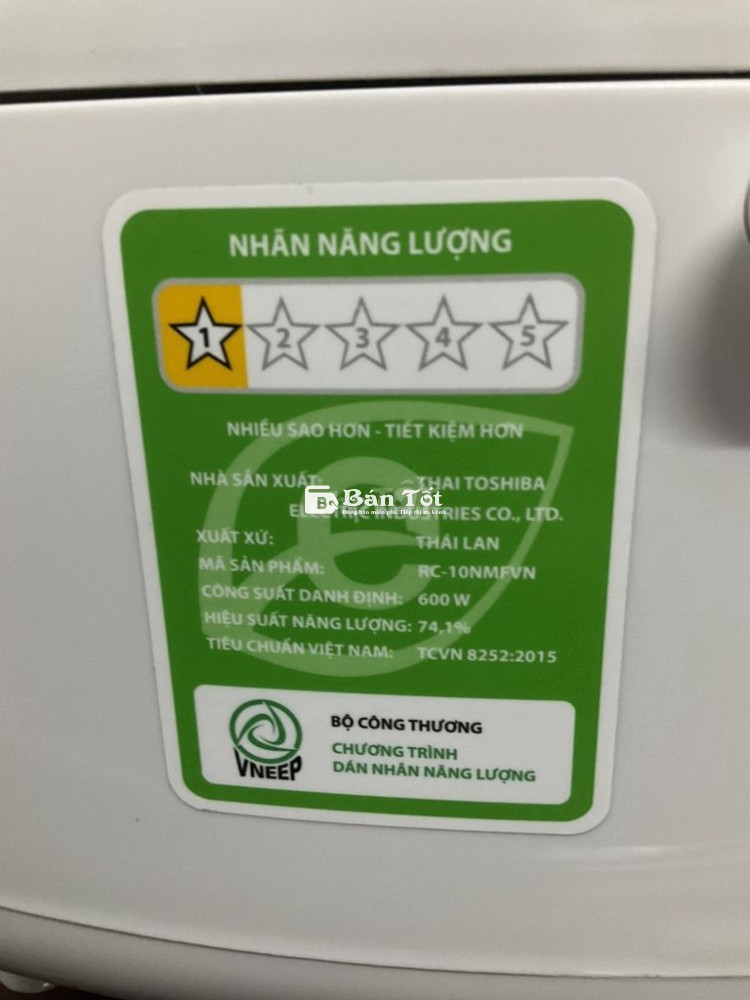 NHÃN NĂNG LƯỢNG
1 2 3 4 5
NHIỀU SAO HƠN - TIẾT KIỆM HƠN
NHÀ SẢN XUẤT: THAI TOSHIBA
Bán Tốt
ELECTRIC INDUSTRIES CO., LTD.
XUẤT XỨ: THÁI LAN
MÃ SẢN PHẨM: RC-10NMFVN
CÔNG SUẤT DANH ĐỊNH: 600 W
HIỆU SUẤT NĂNG LƯỢNG: 74,1%
TIÊU CHUẨN VIỆT NAM: TCVN 8252:2015
BỘ CÔNG THƯƠNG
CHƯƠNG TRÌNH
DÁN NHÃN NĂNG LƯỢNG
VNEEP